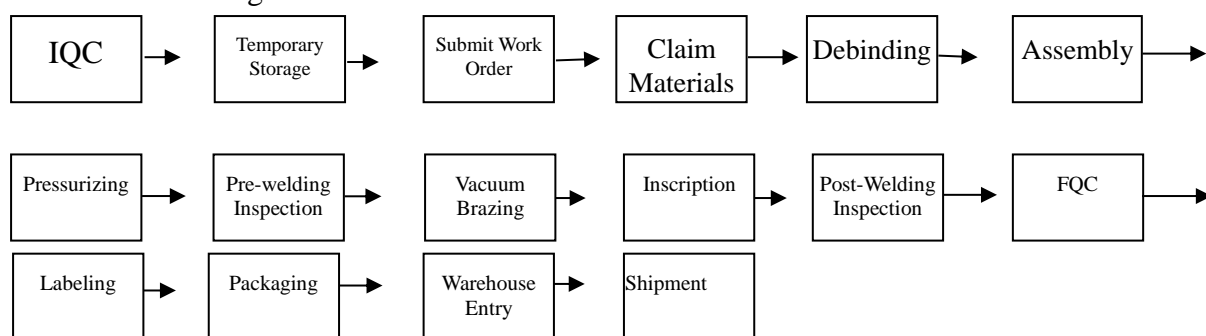 IQC
Temporary
Storage
Submit Work
Order
Claim
Materials
Debinding
Assembly
Pressurizing
Pre-welding
Inspection
Vacuum
Brazing
Inscription
Post-Welding
Inspection
FQC
Labeling
Packaging
Warehouse
Entry
Shipment